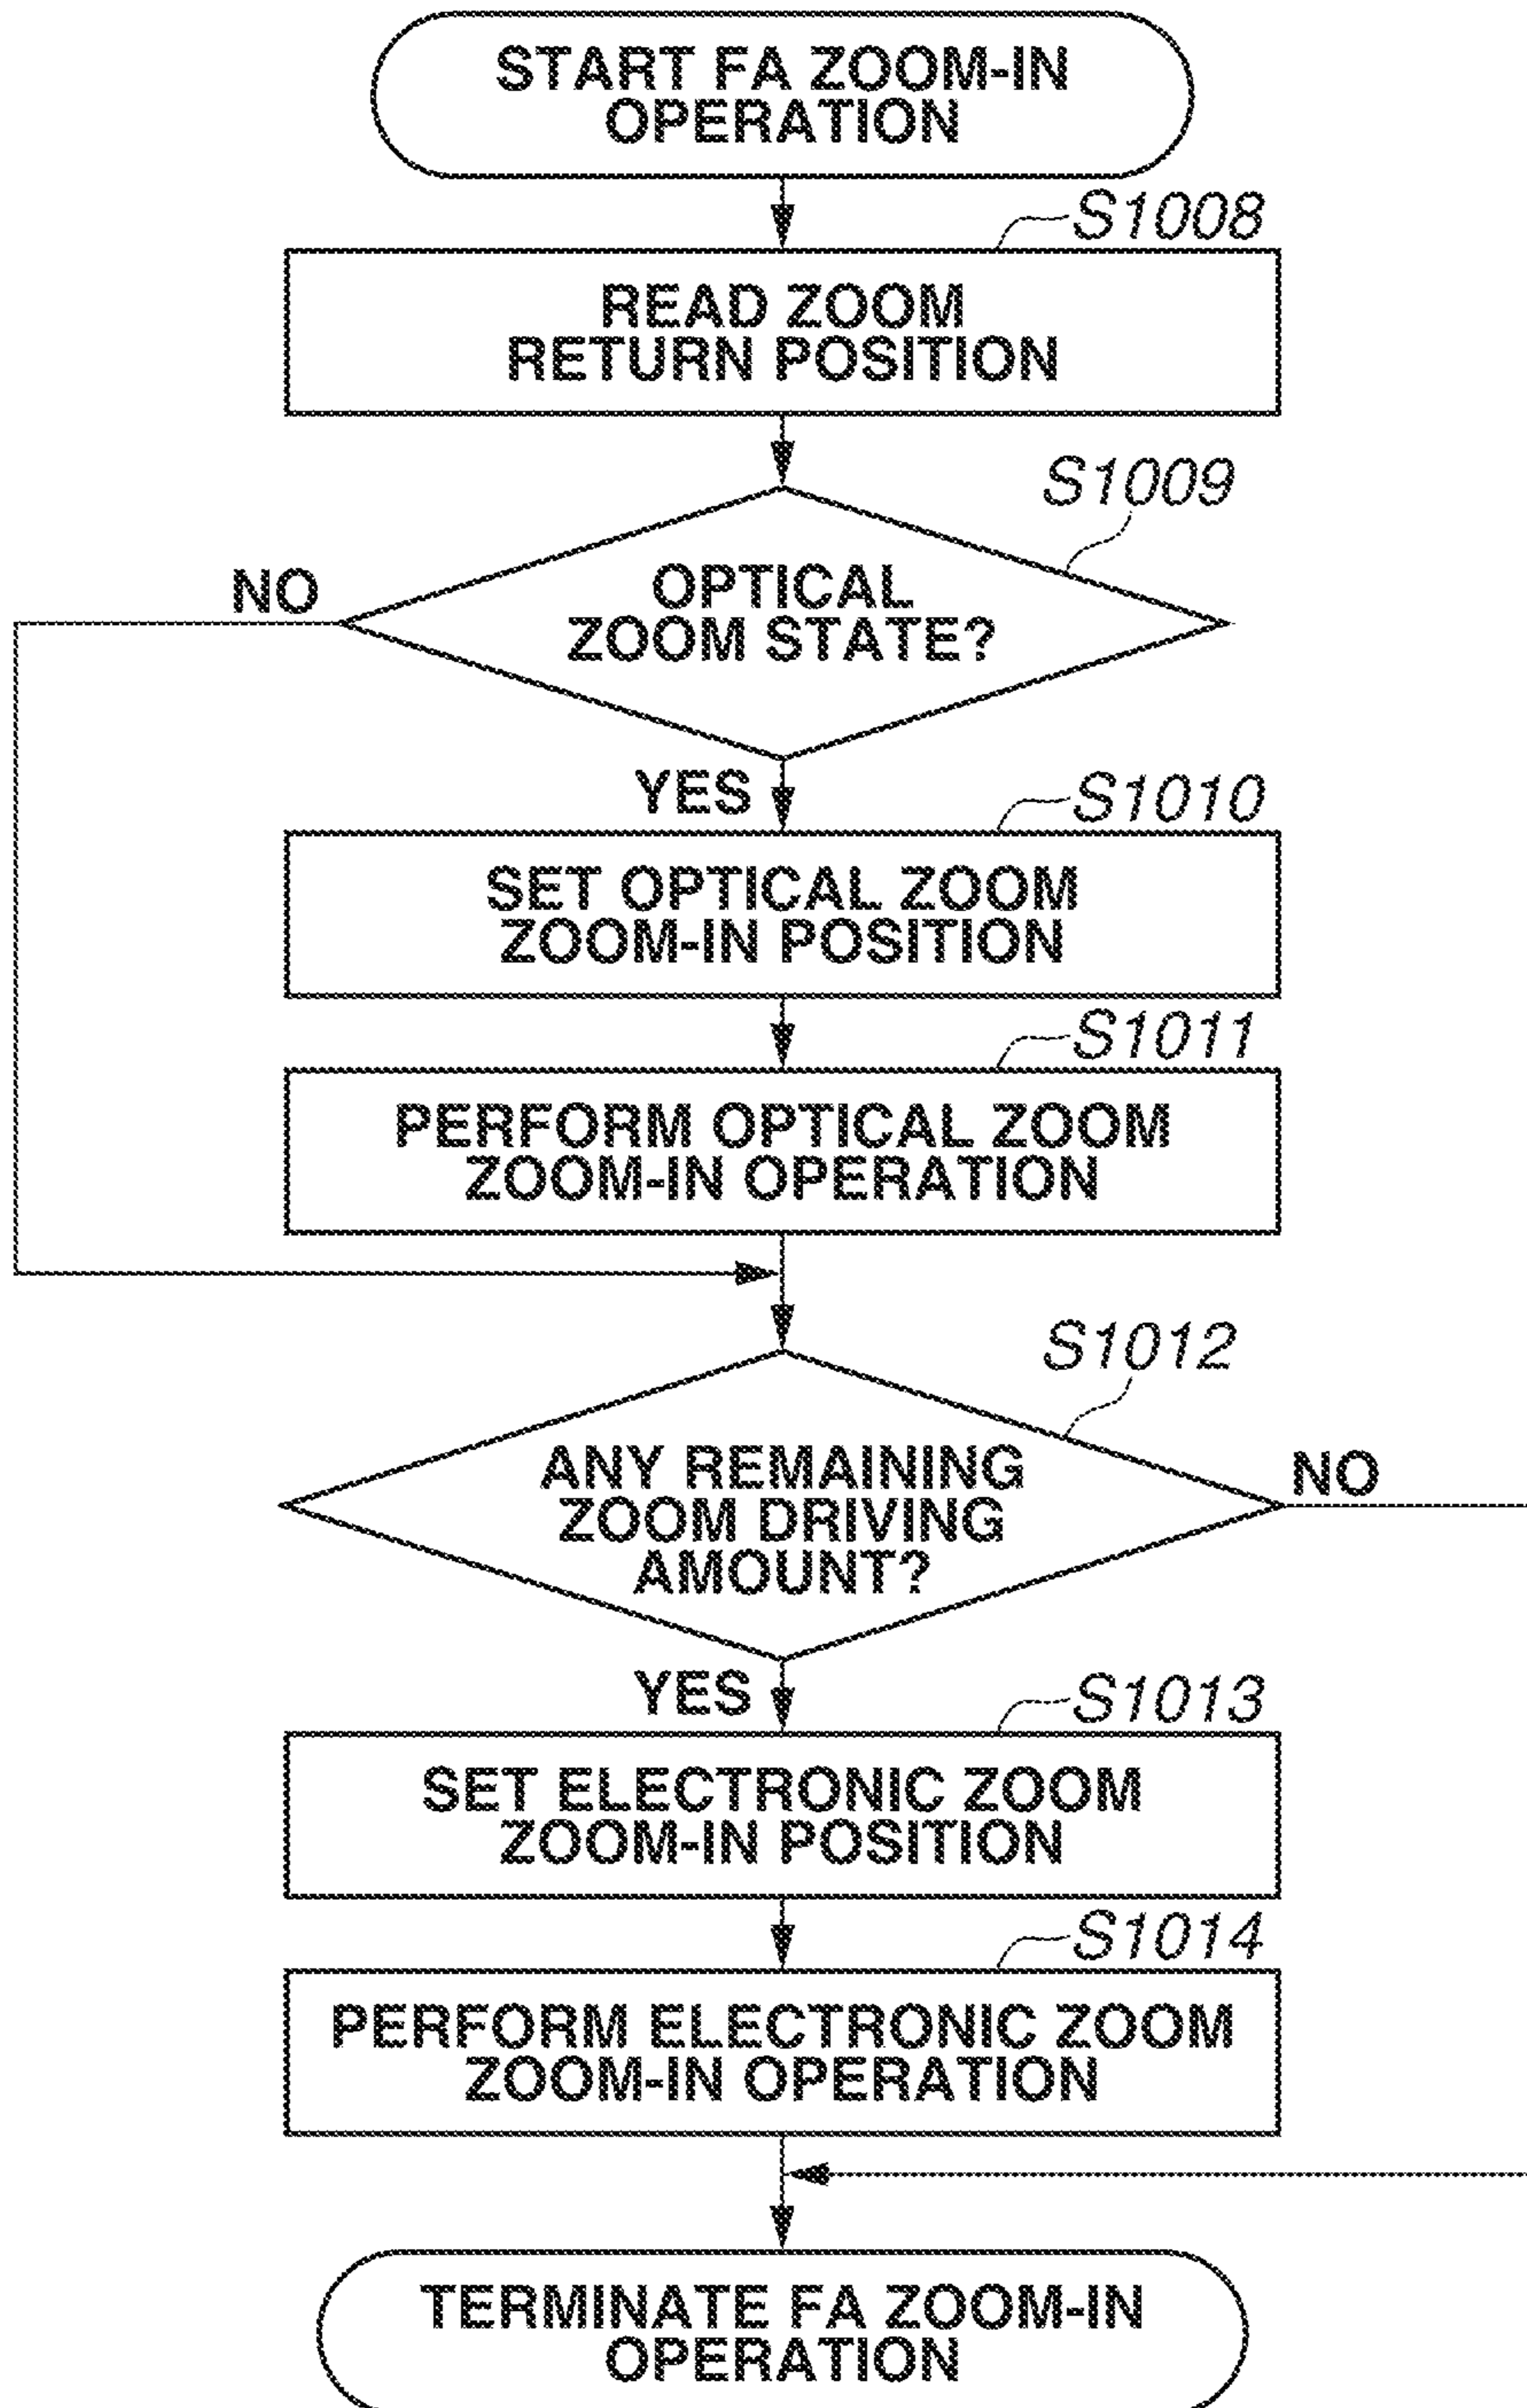 START FA ZOOM-IN
OPERATION
S1008
READ ZOOM
RETURN POSITION
S1009
NO
OPTICAL
ZOOM STATE?
YES
S1010
SET OPTICAL ZOOM
ZOOM-IN POSITION
S1011
PERFORM OPTICAL ZOOM
ZOOM-IN OPERATION
S1012
ANY REMAINING
ZOOM DRIVING
AMOUNT?
NO
YES
S1013
SET ELECTRONIC ZOOM
ZOOM-IN POSITION
S1014
PERFORM ELECTRONIC ZOOM
ZOOM-IN OPERATION
TERMINATE FA ZOOM-IN
OPERATION